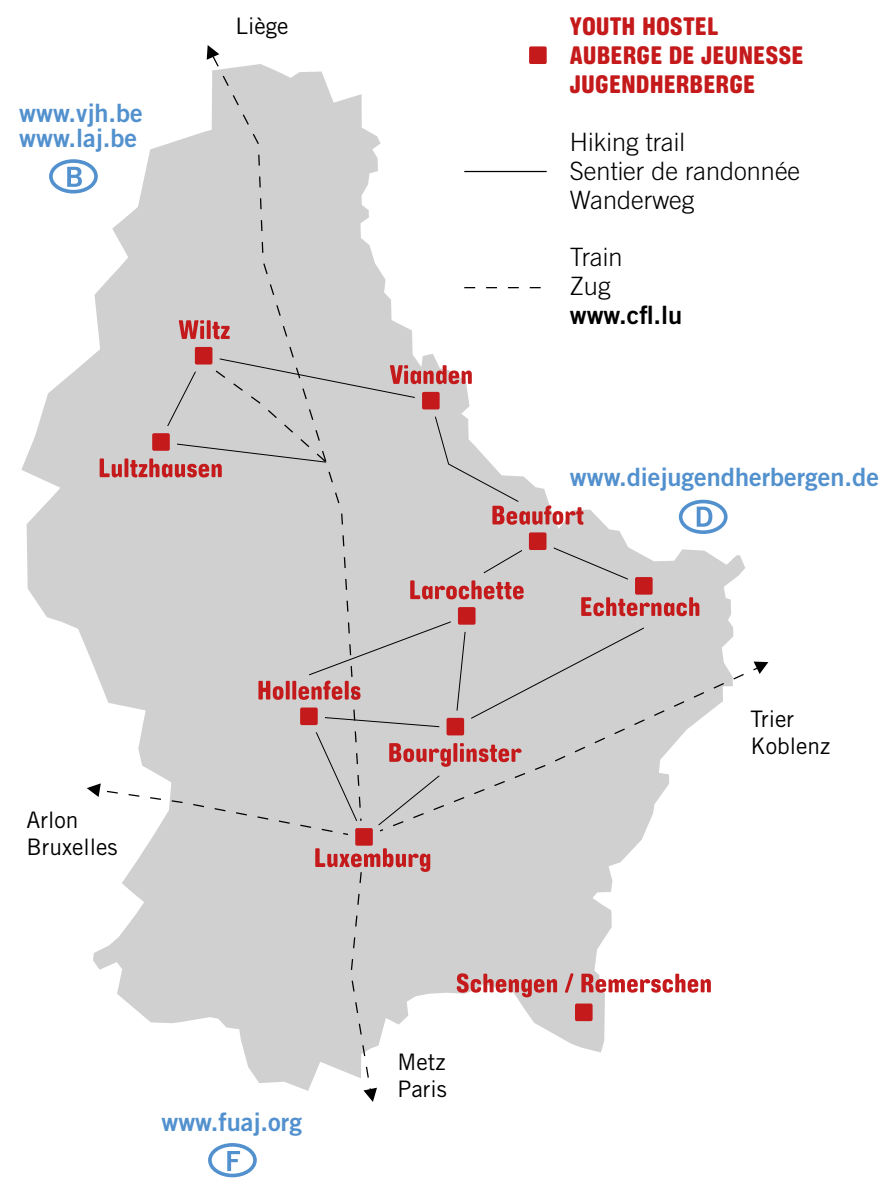 Liège
YOUTH HOSTEL
AUBERGE DE JEUNESSE
JUGENDHERBERGE
www.vjh.be
www.laj.be
B
Hiking trail
Sentier de randonnée
Wanderweg
Train
Zug
www.cfl.lu
Wiltz
Vianden
Lultzhausen
www.diejugendherbergen.de
D
Beaufort
Larochette
Echternach
Hollenfels
Bourglinster
Trier
Koblenz
Arlon
Bruxelles
Luxemburg
Schengen / Remerschen
Metz
Paris
www.fuaj.org
F